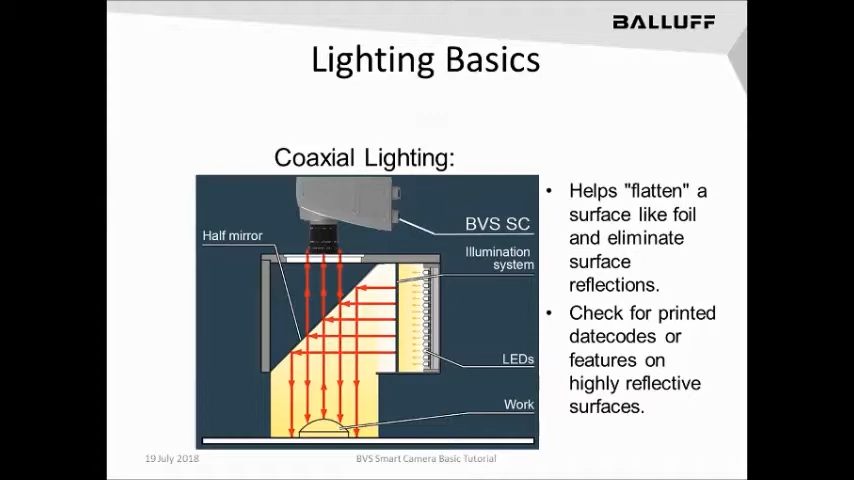 BALLUFF
Lighting Basics
Coaxial Lighting:
BVS SC
Half mirror
Illumination
system
LEDs
Work
• Helps "flatten" a
surface like foil
and eliminate
surface
reflections.
• Check for printed
datecodes or
features on
highly reflective
surfaces.
19 July 2018
BVS Smart Camera Basic Tutorial